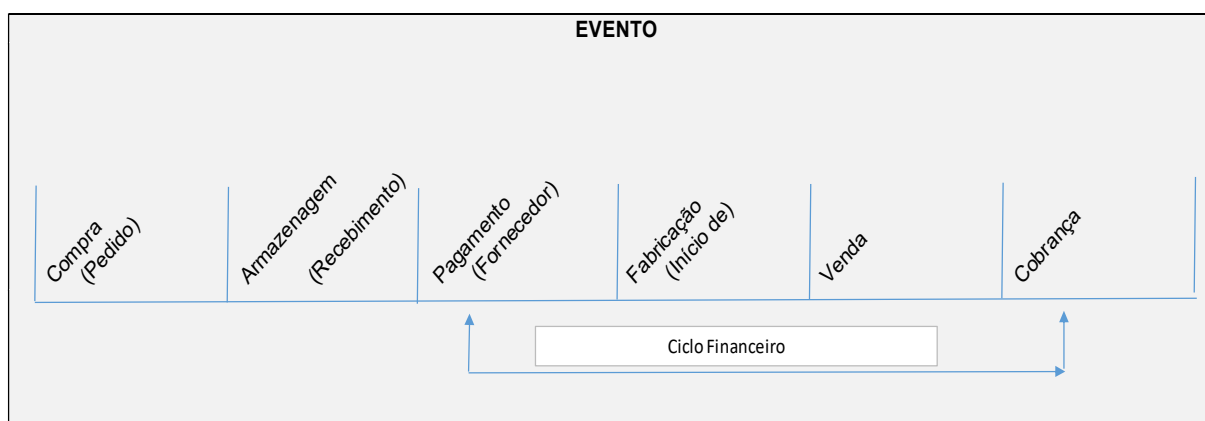 EVENTO
Compra
(Pedido)
Armazenagem
(Recebimento)
Pagamento
(Fornecedor)
Fabricação
(Início de)
Venda
Cobrança
Ciclo Financeiro